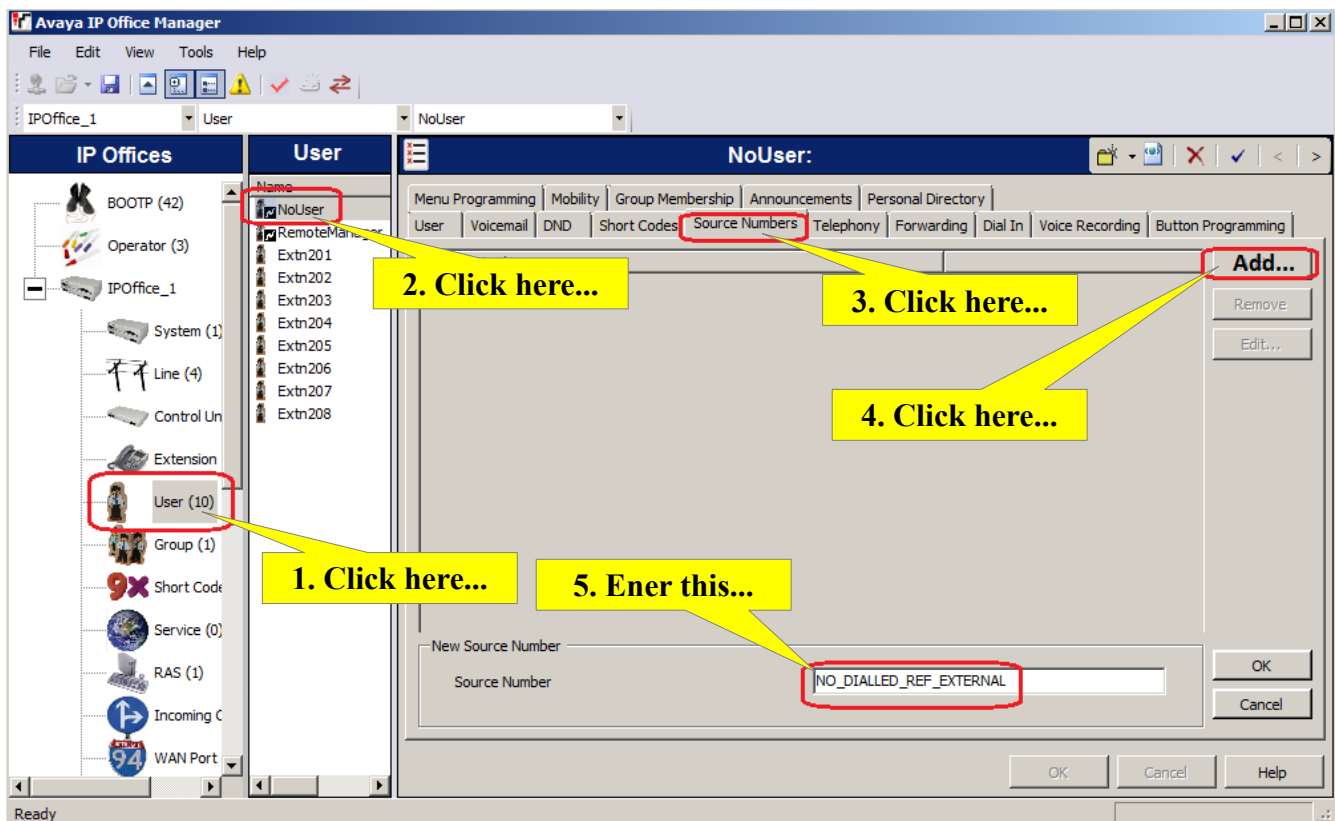 Avaya IP Office Manager
File Edit View Tools Help
IPOffice_1 User NoUser
IP Offices
User
NoUser:
BOOTP (42)
Operator (3)
IPOffice_1
System (1)
Line (4)
Control Un
Extension
User (10)
Group (1)
Short Code
Service (0)
RAS (1)
Incoming C
WAN Port
Name
NoUser
RemoteManager
Extn201
Extn202
Extn203
Extn204
Extn205
Extn206
Extn207
Extn208
Menu Programming Mobility Group Membership Announcements Personal Directory
User Voicemail DND Short Codes Source Numbers Telephony Forwarding Dial In Voice Recording Button Programming
Add...
Remove
Edit...
2. Click here...
3. Click here...
4. Click here...
1. Click here...
5. Ener this...
New Source Number
Source Number NO_DIALLED_REF_EXTERNAL
OK
Cancel
OK Cancel Help
Ready